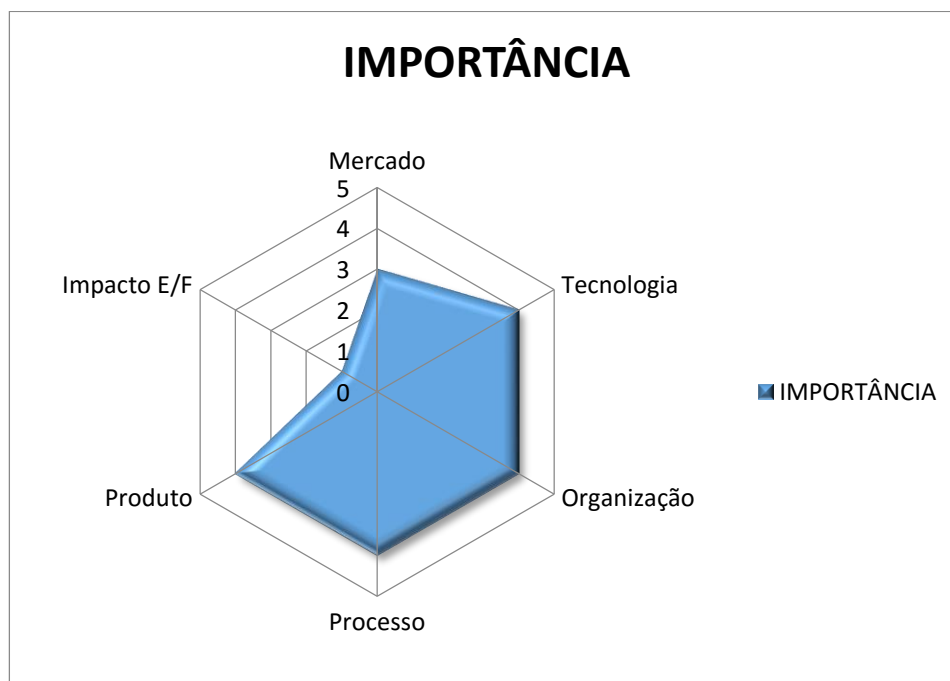 IMPORTÂNCIA
Mercado
5
4
3
2
1
0
Impacto E/F
Tecnologia
IMPORTÂNCIA
Produto
Organização
Processo